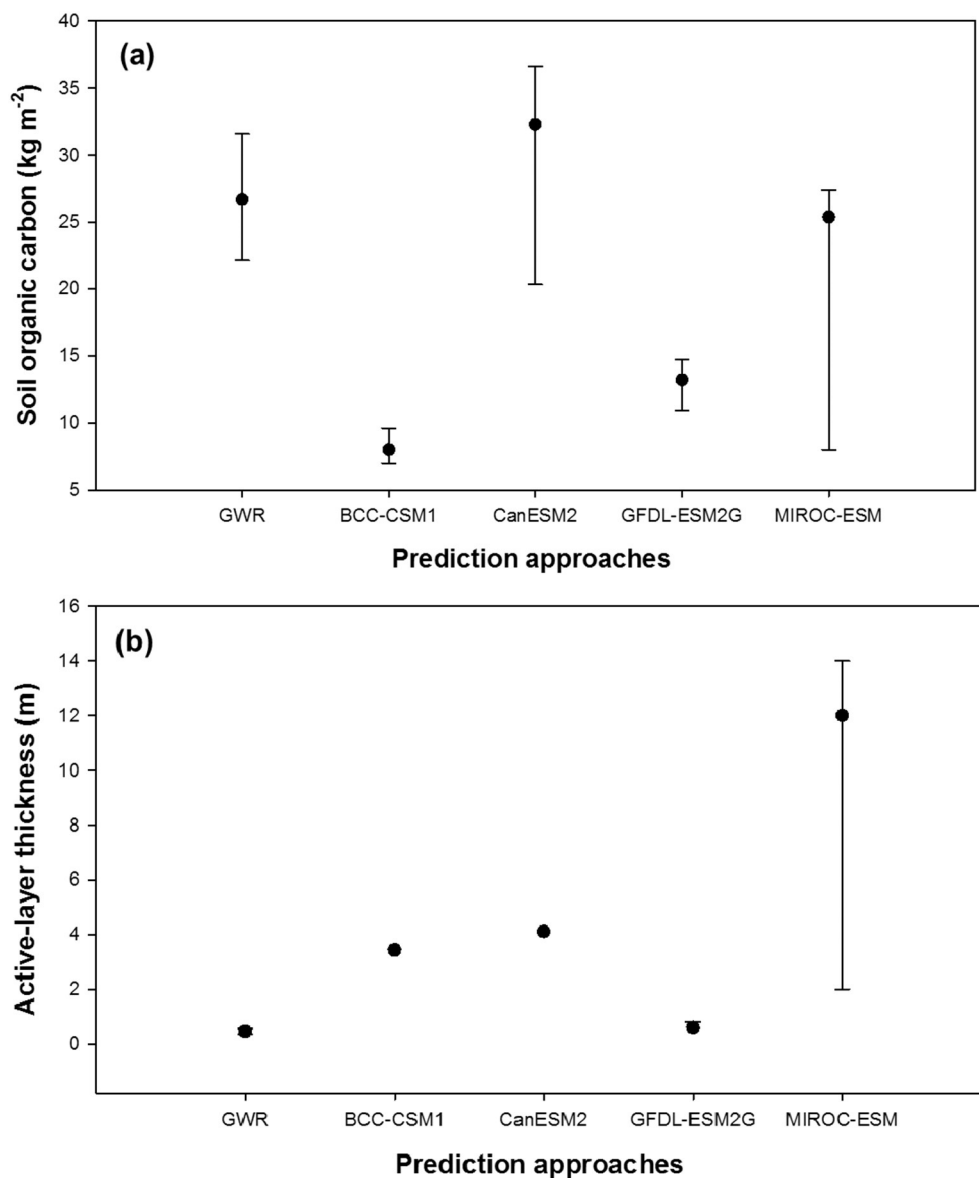 (a)
Soil organic carbon (kg m⁻²)
40
35
30
25
20
15
10
5
GWR BCC-CSM1 CanESM2 GFDL-ESM2G MIROC-ESM
Prediction approaches
(b)
Active-layer thickness (m)
16
14
12
10
8
6
4
2
0
GWR BCC-CSM1 CanESM2 GFDL-ESM2G MIROC-ESM
Prediction approaches